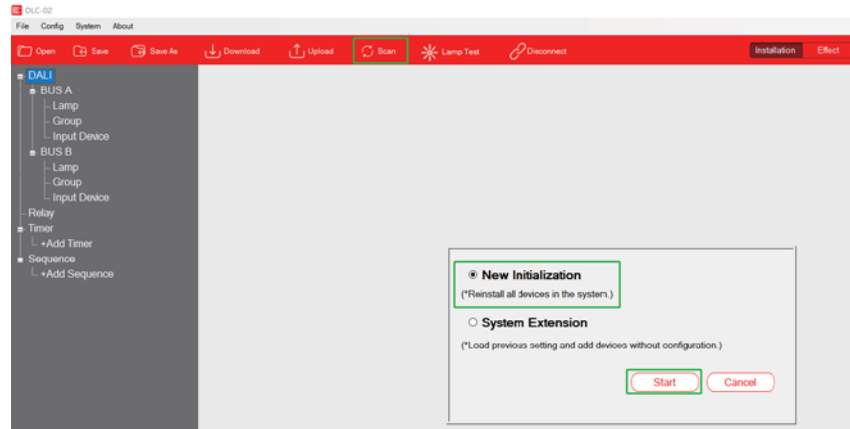 DLC-02
File Config System About
Open Save Save As Download Upload Scan Lamp Test Disconnect Installation Effect
DALI
BUS A
Lamp
Group
Input Device
BUS B
Lamp
Group
Input Device
Relay
Timer
+Add Timer
Sequence
+Add Sequence
New Initialization
(*Reinstall all devices in the system.)
System Extension
(*Load previous setting and add devices without configuration.)
Start Cancel